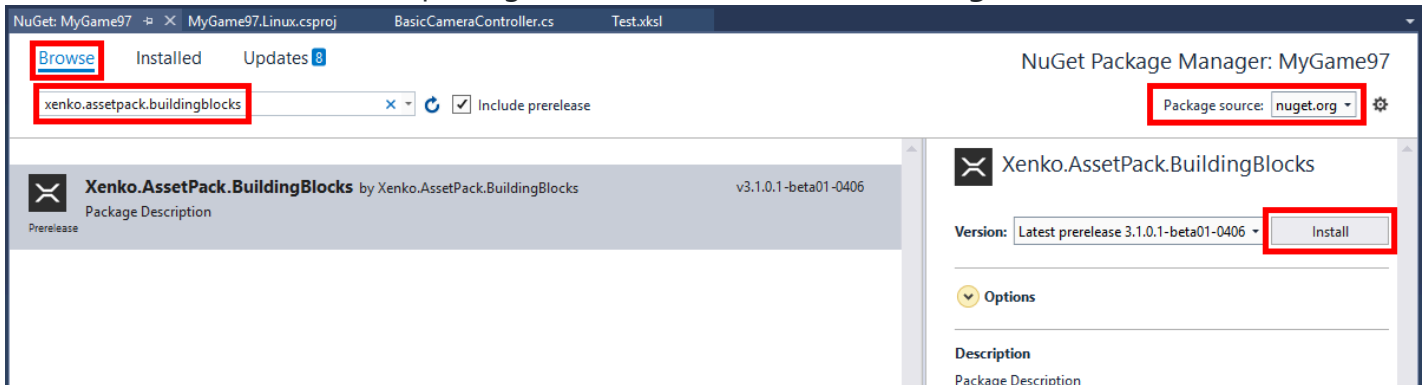 NuGet: MyGame97 MyGame97.Linux.csproj BasicCameraController.cs Test.xksl
Browse Installed Updates 8
NuGet Package Manager: MyGame97
xenko.assetpack.buildingblocks Include prerelease
Package source: nuget.org
Xenko.AssetPack.BuildingBlocks by Xenko.AssetPack.BuildingBlocks v3.1.0.1-beta01-0406
Package Description
Prerelease
Xenko.AssetPack.BuildingBlocks
Version: Latest prerelease 3.1.0.1-beta01-0406 Install
Options
Description
Package Description